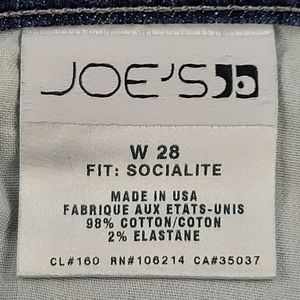 JOE'S
W 28
FIT: SOCIALITE
MADE IN USA
FABRIQUE AUX ETATS-UNIS
98% COTTON/COTON
2% ELASTANE
CL#160 RN#106214 CA#35037